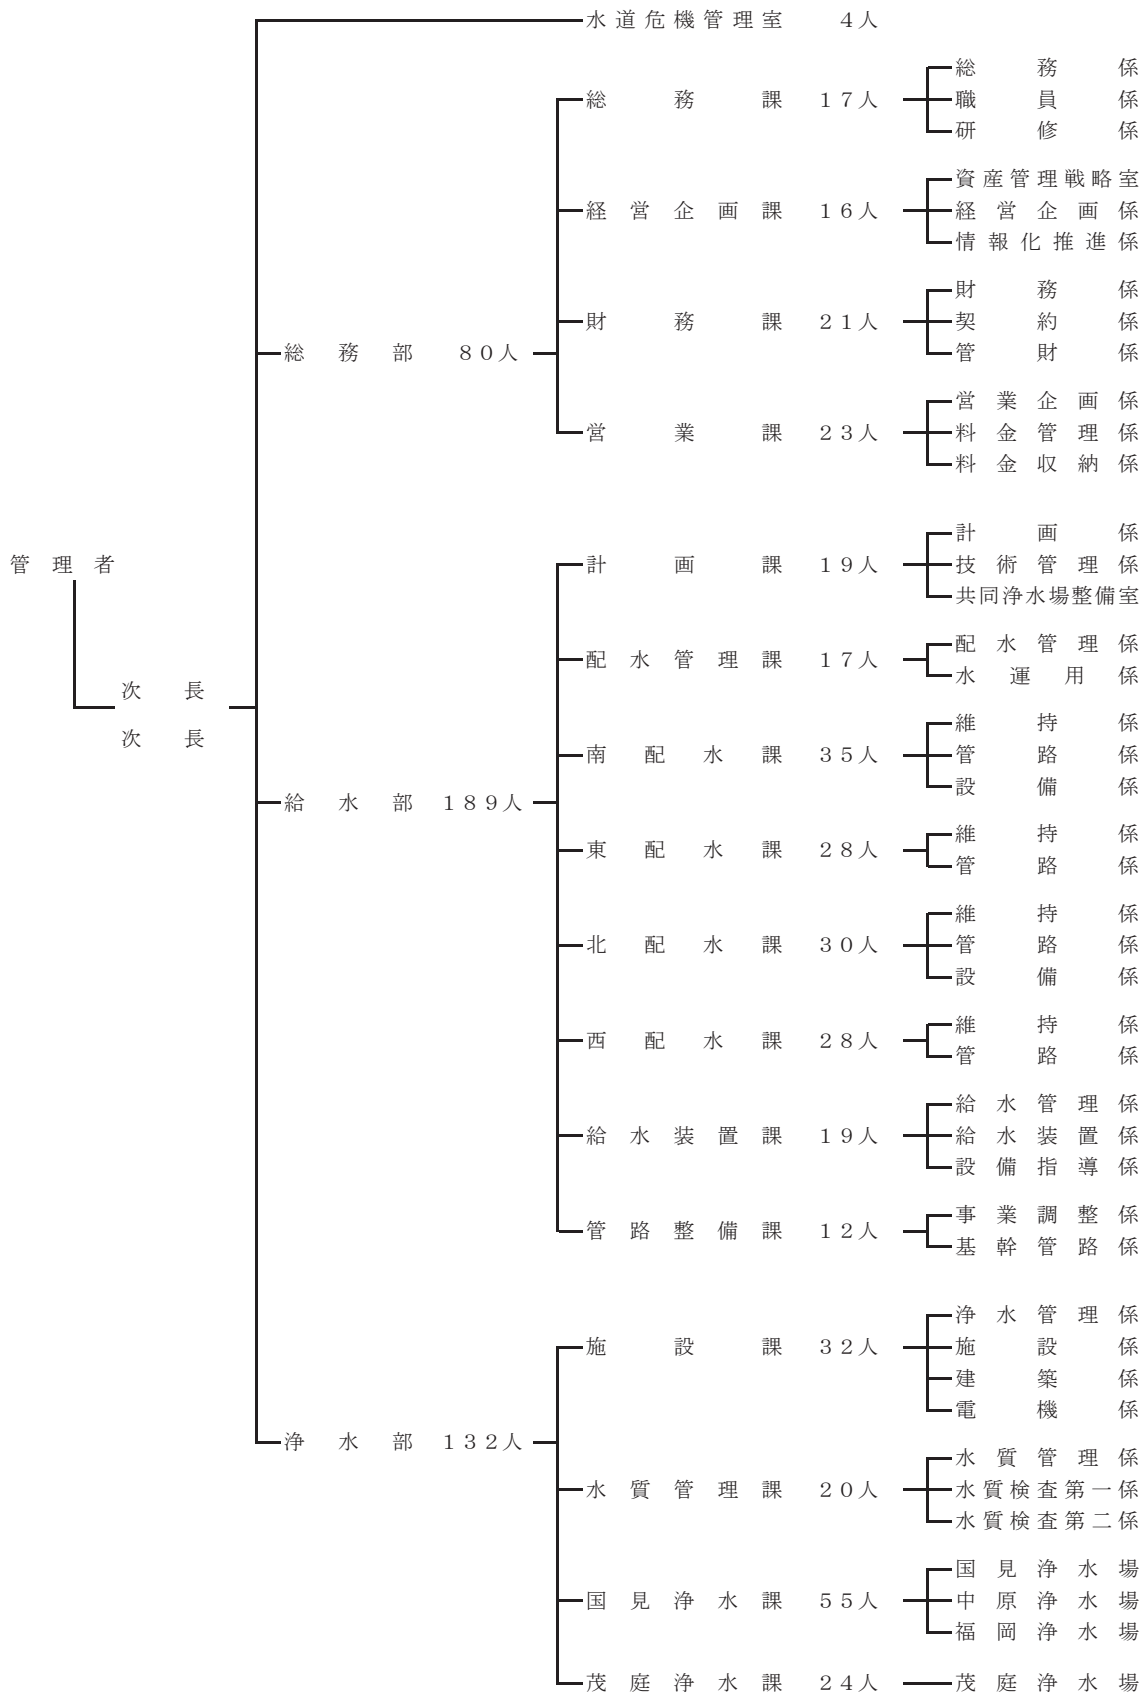 水道危機管理室 4人
総務係
総務課 17人 職員係
研修係
資産管理戦略室
経営企画課 16人 経営企画係
情報化推進係
財務係
財務課 21人 契約係
総務部 80人 管財係
営業企画係
営業課 23人 料金管理係
料金収納係
計画係
管理者 計画課 19人 技術管理係
共同浄水場整備室
配水管理係
配水管理課 17人
水運用係
次長
維持係
次長
南配水課 35人 管路係
設備係
給水部 189人
維持係
東配水課 28人
管路係
維持係
北配水課 30人 管路係
設備係
維持係
西配水課 28人
管路係
給水管理係
給水装置課 19人 給水装置係
設備指導係
事業調整係
管路整備課 12人
基幹管路係
浄水管理係
施設課 32人 施設係
建築係
電機係
浄水部 132人
水質管理係
水質管理課 20人 水質検査第一係
水質検査第二係
国見浄水場
国見浄水課 55人 中原浄水場
福岡浄水場
茂庭浄水課 24人 茂庭浄水場